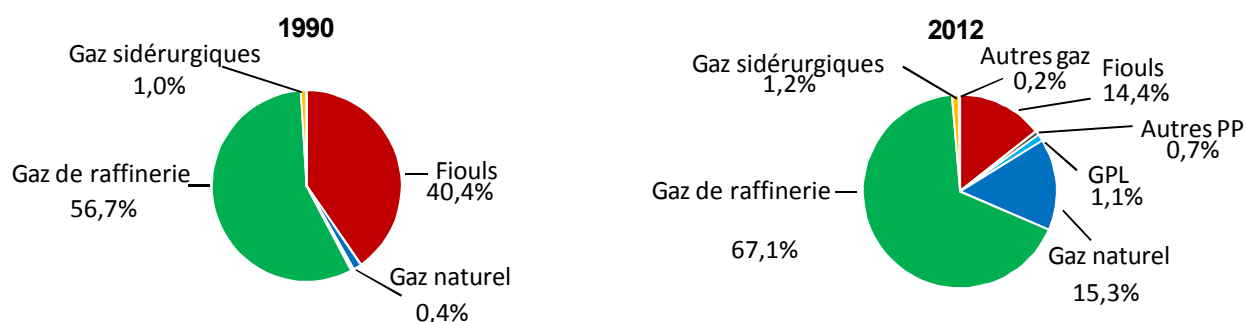 1990
Gaz sidérurgiques
1,0%
Gaz de raffinerie
56,7%
Fiouls
40,4%
Gaz naturel
0,4%
2012
Gaz sidérurgiques
1,2%
Autres gaz
0,2%
Fiouls
14,4%
Autres PP
0,7%
GPL
1,1%
Gaz de raffinerie
67,1%
Gaz naturel
15,3%